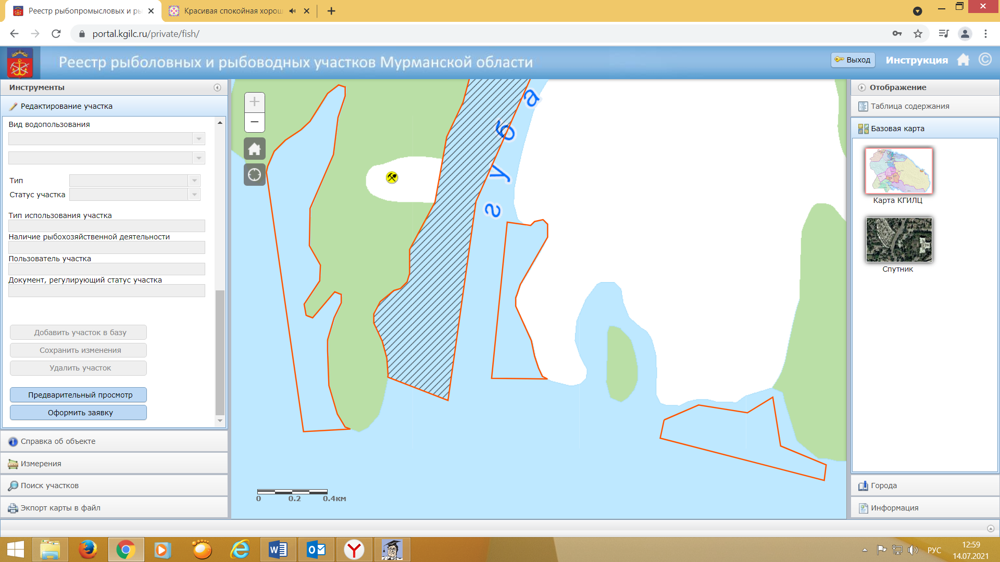 Реестр рыбопромысловых и ры
Красивая спокойная хорош
portal.kgilc.ru/private/fish/
Реестр рыболовных и рыбоводных участков Мурманской области
Выход
Инструкция
Инструменты
Редактирование участка
Вид водопользования
Тип
Статус участка
Тип использования участка
Наличие рыбохозяйственной деятельности
Пользователь участка
Документ, регулирующий статус участка
Добавить участок в базу
Сохранить изменения
Удалить участок
Предварительный просмотр
Оформить заявку
Справка об объекте
Измерения
Поиск участков
Экспорт карты в файл
губа
0 0.2 0.4км
Отображение
Таблица содержания
Базовая карта
Карта КГИЛЦ
Спутник
Города
Информация
РУС
12:59
14.07.2021